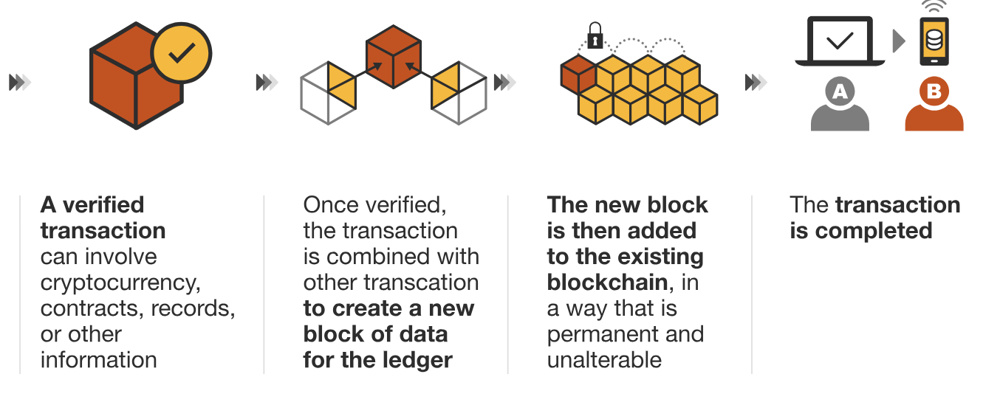 A
B
A verified
transaction
can involve
cryptocurrency,
contracts, records,
or other
information
Once verified,
the transaction
is combined with
other transcation
to create a new
block of data
for the ledger
The new block
is then added
to the existing
blockchain, in
a way that is
permanent and
unalterable
The transaction
is completed